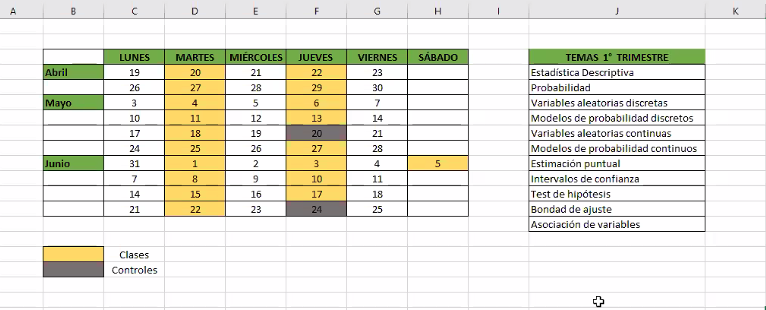 A B C D E F G H I J K
LUNES MARTES MIÉRCOLES JUEVES VIERNES SÁBADO TEMAS 1° TRIMESTRE
Abril 19 20 21 22 23 Estadística Descriptiva
26 27 28 29 30 Probabilidad
Mayo 3 4 5 6 7 Variables aleatorias discretas
10 11 12 13 14 Modelos de probabilidad discretos
17 18 19 20 21 Variables aleatorias continuas
24 25 26 27 28 Modelos de probabilidad continuos
Junio 31 1 2 3 4 5 Estimación puntual
7 8 9 10 11 Intervalos de confianza
14 15 16 17 18 Test de hipótesis
21 22 23 24 25 Bondad de ajuste
Asociación de variables
Clases
Controles